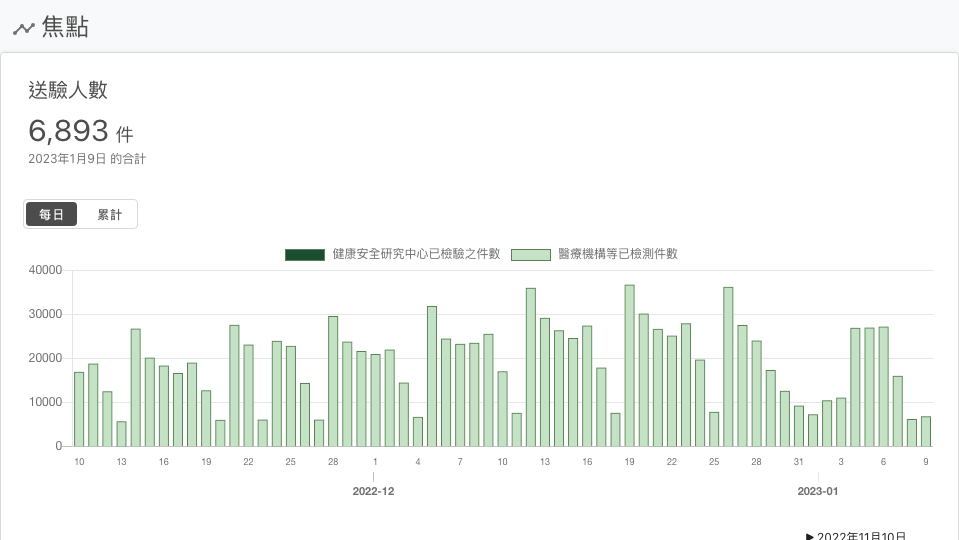 焦點
送驗人數
6,893 件
2023年1月9日 的合計
每日 累計
健康安全研究中心已檢驗之件數 醫療機構等已檢測件數
40000
30000
20000
10000
0
10 13 16 19 22 25 28 1 4 7 10 13 16 19 22 25 28 31 3 6 9
2022-12 2023-01
▶ 2022年11月10日